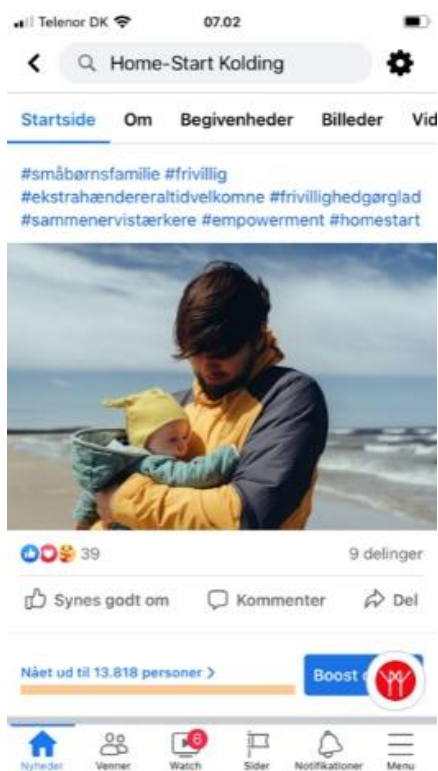 Telenor DK 07.02
Home-Start Kolding
Startside Om Begivenheder Billeder Vid
#småbørnsfamilie #frivillig
#ekstrahændereraltidvelkomne #frivillighedgørglad
#sammenervistærkere #empowerment #homestart
39 9 delinger
Synes godt om Kommenter Del
Nået ud til 13.818 personer > Boost
6
Nyheder Venner Watch Sider Notifikationer Menu